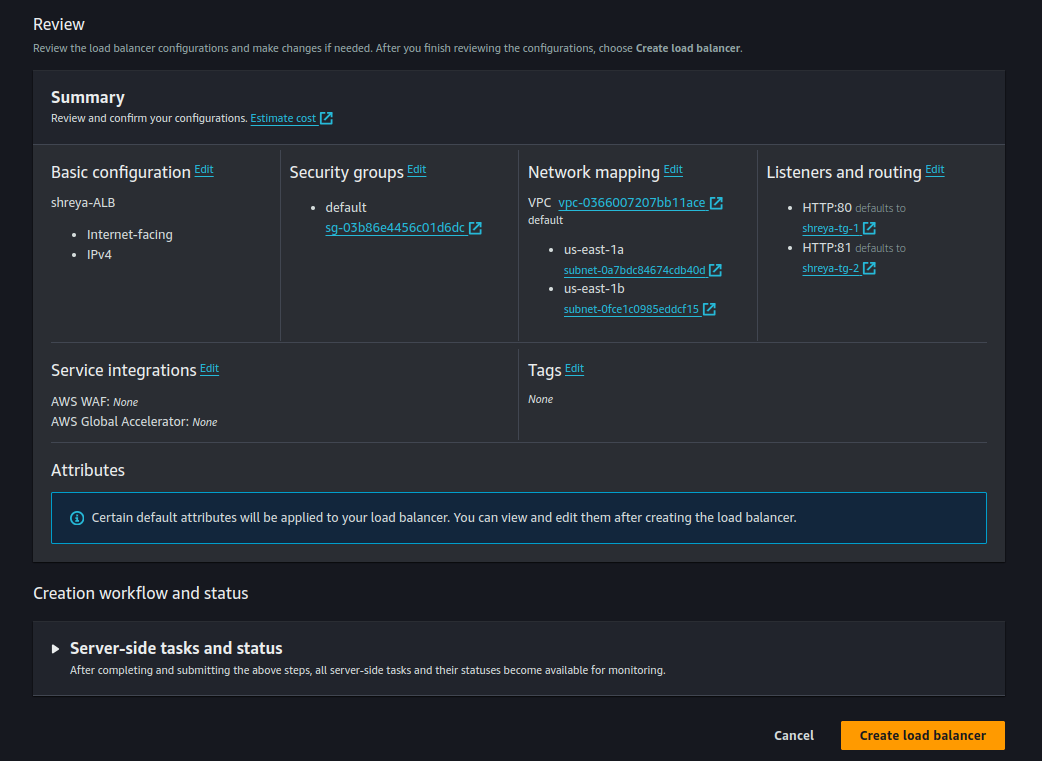 Review
Review the load balancer configurations and make changes if needed. After you finish reviewing the configurations, choose Create load balancer.
Summary
Review and confirm your configurations. Estimate cost
Basic configuration Edit
shreya-ALB
Internet-facing
IPv4
Security groups Edit
default
sg-03b86e4456c01d6dc
Network mapping Edit
VPC vpc-0366007207bb11ace
default
us-east-1a
subnet-0a7bdc84674cdb40d
us-east-1b
subnet-0fce1c0985eddcf15
Listeners and routing Edit
HTTP:80 defaults to
shreya-tg-1
HTTP:81 defaults to
shreya-tg-2
Service integrations Edit
AWS WAF: None
AWS Global Accelerator: None
Tags Edit
None
Attributes
Certain default attributes will be applied to your load balancer. You can view and edit them after creating the load balancer.
Creation workflow and status
Server-side tasks and status
After completing and submitting the above steps, all server-side tasks and their statuses become available for monitoring.
Cancel
Create load balancer